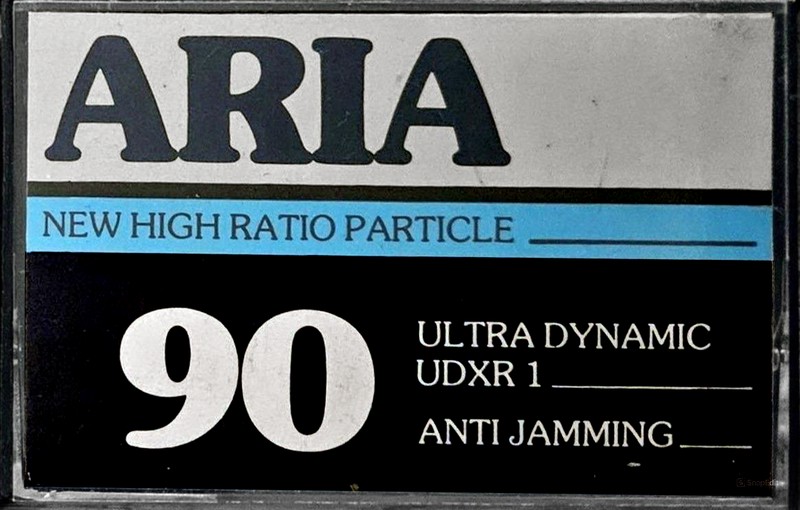 ARIA
NEW HIGH RATIO PARTICLE
90
ULTRA DYNAMIC
UDXR 1
ANTI JAMMING